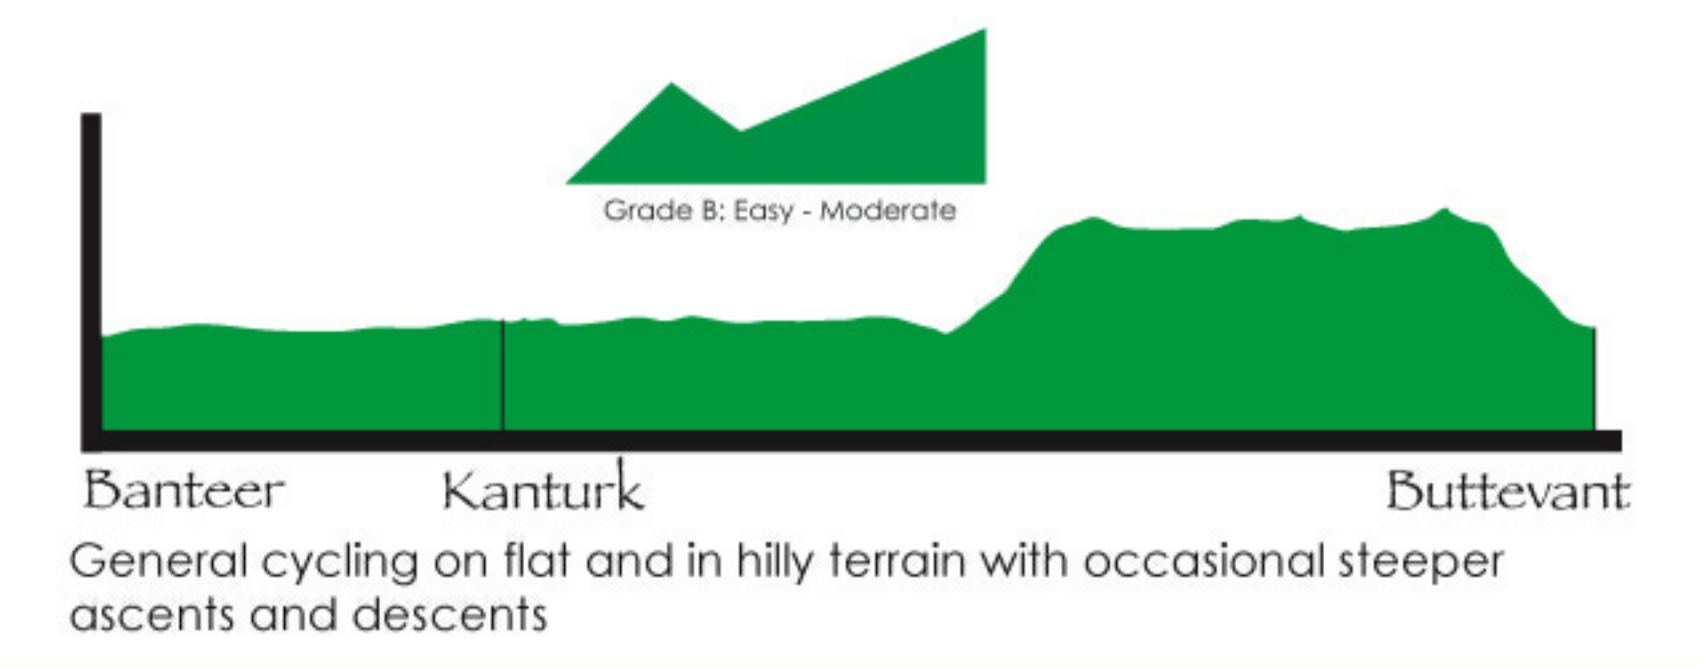 Grade B: Easy - Moderate
Banteer Kanturk Buttevant
General cycling on flat and in hilly terrain with occasional steeper
ascents and descents